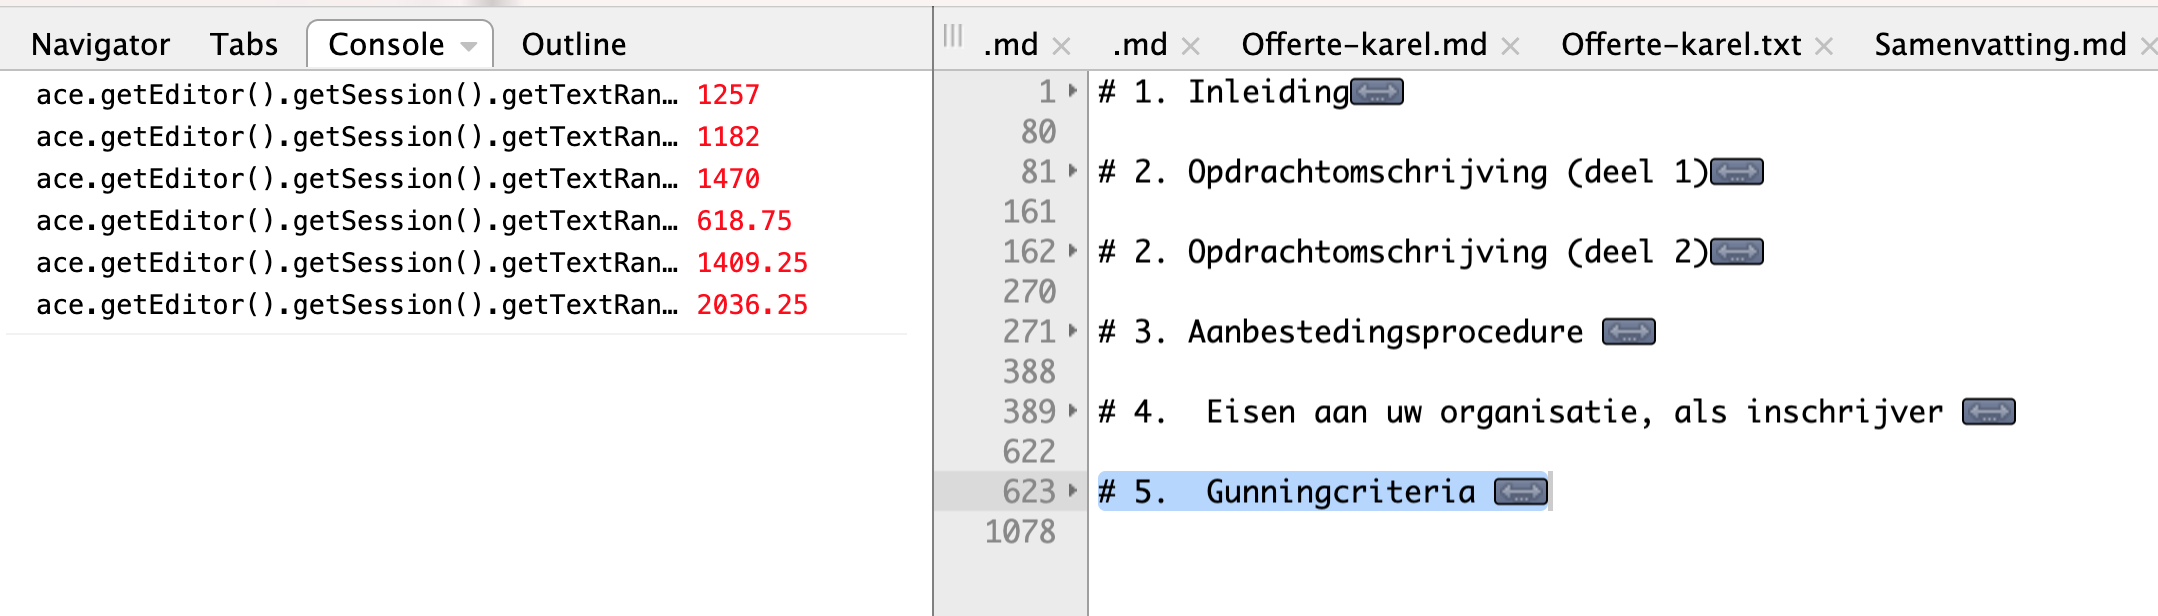 Navigator Tabs Console Outline
ace.getEditor().getSession().getTextRan… 1257
ace.getEditor().getSession().getTextRan… 1182
ace.getEditor().getSession().getTextRan… 1470
ace.getEditor().getSession().getTextRan… 618.75
ace.getEditor().getSession().getTextRan… 1409.25
ace.getEditor().getSession().getTextRan… 2036.25
.md .md Offerte-karel.md Offerte-karel.txt Samenvatting.md
1 # 1. Inleiding
80
81 # 2. Opdrachtomschrijving (deel 1)
161
162 # 2. Opdrachtomschrijving (deel 2)
270
271 # 3. Aanbestedingsprocedure
388
389 # 4.  Eisen aan uw organisatie, als inschrijver
622
623 # 5.  Gunningcriteria
1078